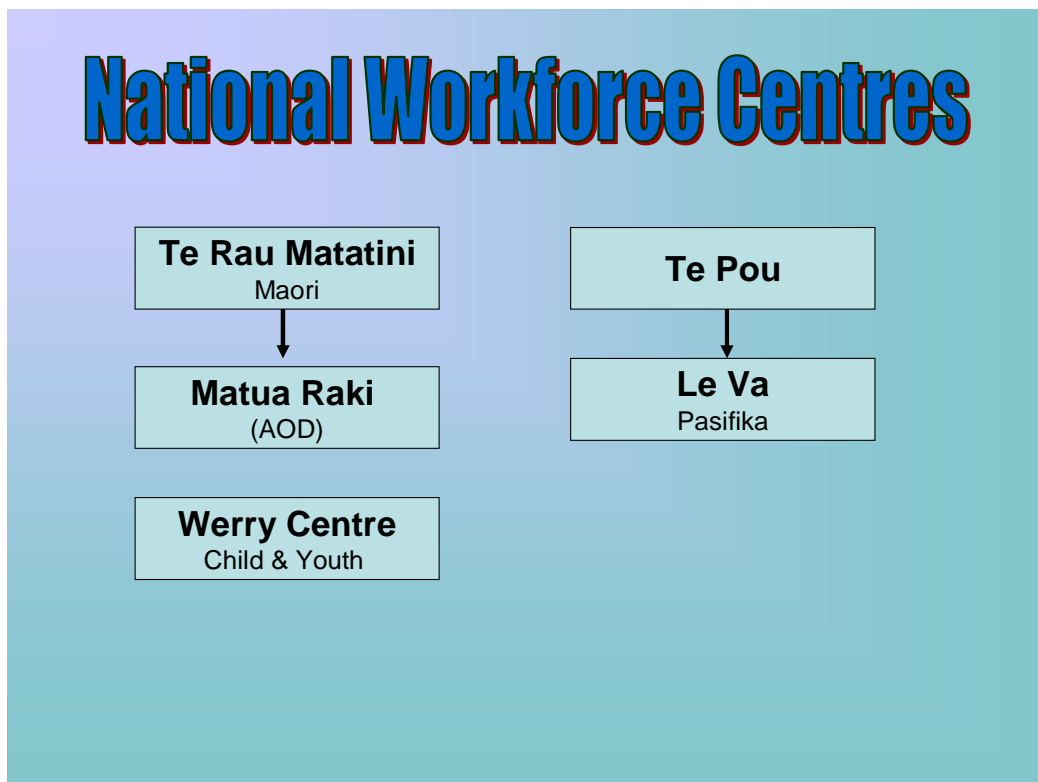 National Workforce Centres
Te Rau Matatini
Maori
Te Pou
Matua Raki
(AOD)
Le Va
Pasifika
Werry Centre
Child & Youth